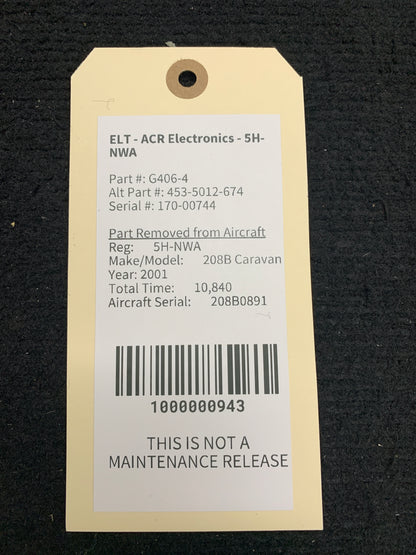 ELT - ACR Electronics - 5H-
NWA
Part #: G406-4
Alt Part #: 453-5012-674
Serial #: 170-00744
Part Removed from Aircraft
Reg: 5H-NWA
Make/Model: 208B Caravan
Year: 2001
Total Time: 10,840
Aircraft Serial: 208B0891
1000000943
THIS IS NOT A
MAINTENANCE RELEASE